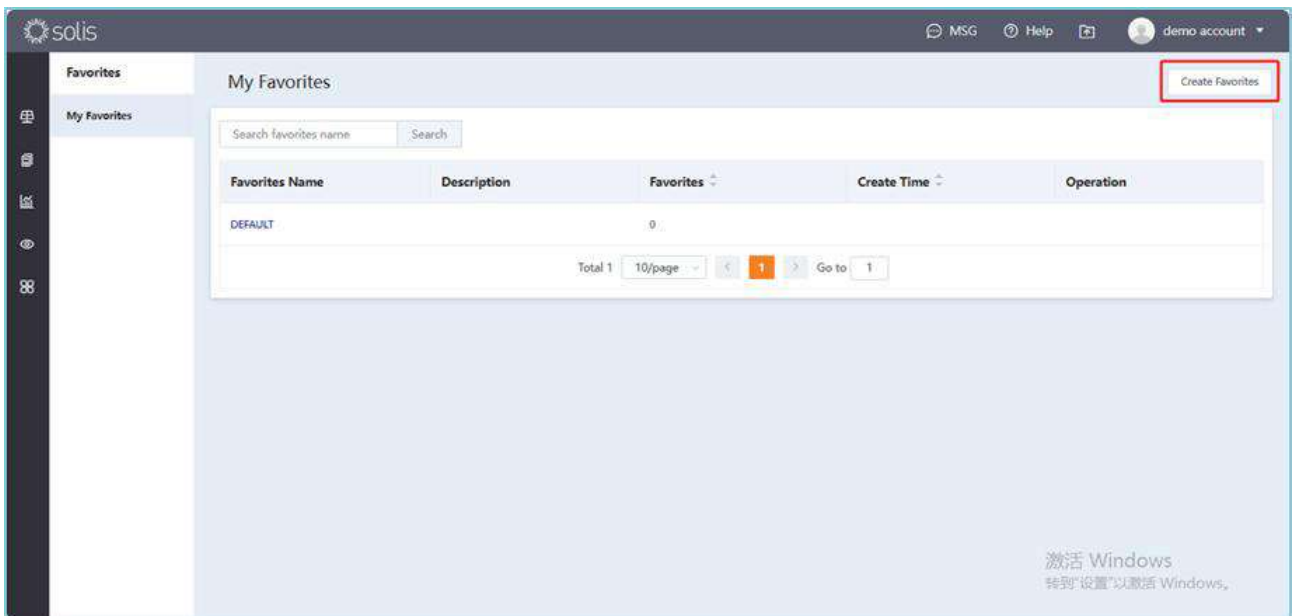 solis
MSG Help demo account
Favorites
My Favorites
My Favorites
Create Favorites
Search favorites name Search
Favorites Name Description Favorites Create Time Operation
DEFAULT 0
Total 1 10/page 1 Go to 1
激活 Windows
转到"设置"以激活 Windows。